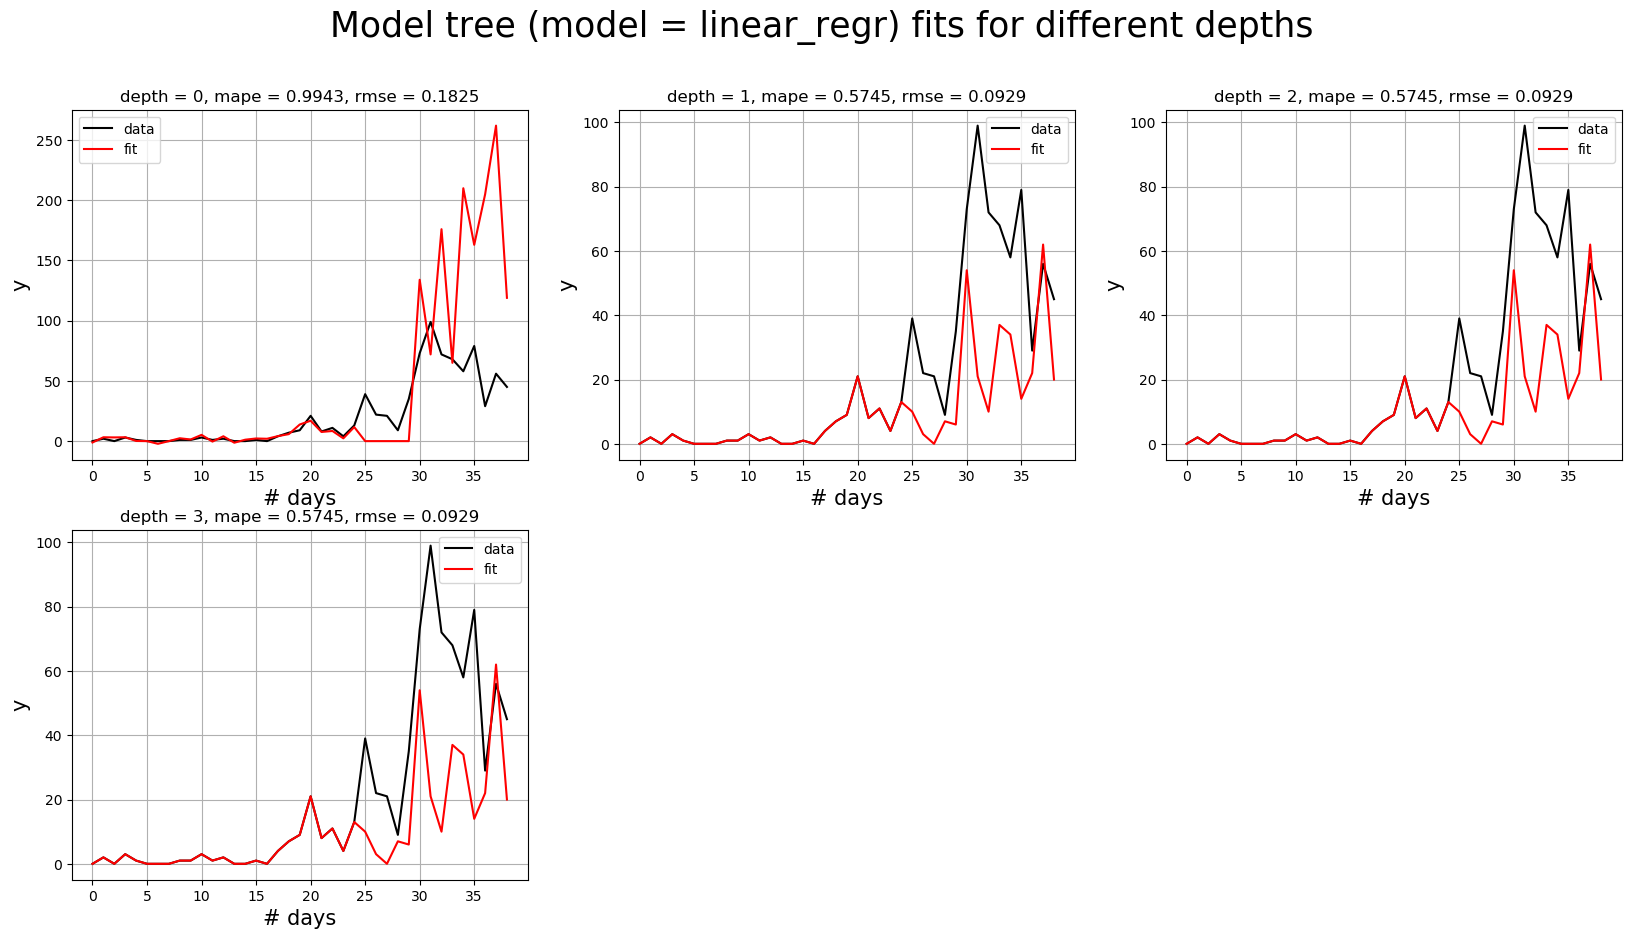 Model tree (model = linear_regr) fits for different depths
depth = 0, mape = 0.9943, rmse = 0.1825
data
fit
250
200
150
100
50
0
y
0 5 10 15 20 25 30 35
# days
depth = 1, mape = 0.5745, rmse = 0.0929
data
fit
100
80
60
40
20
0
y
0 5 10 15 20 25 30 35
# days
depth = 2, mape = 0.5745, rmse = 0.0929
data
fit
100
80
60
40
20
0
y
0 5 10 15 20 25 30 35
# days
depth = 3, mape = 0.5745, rmse = 0.0929
data
fit
100
80
60
40
20
0
y
0 5 10 15 20 25 30 35
# days